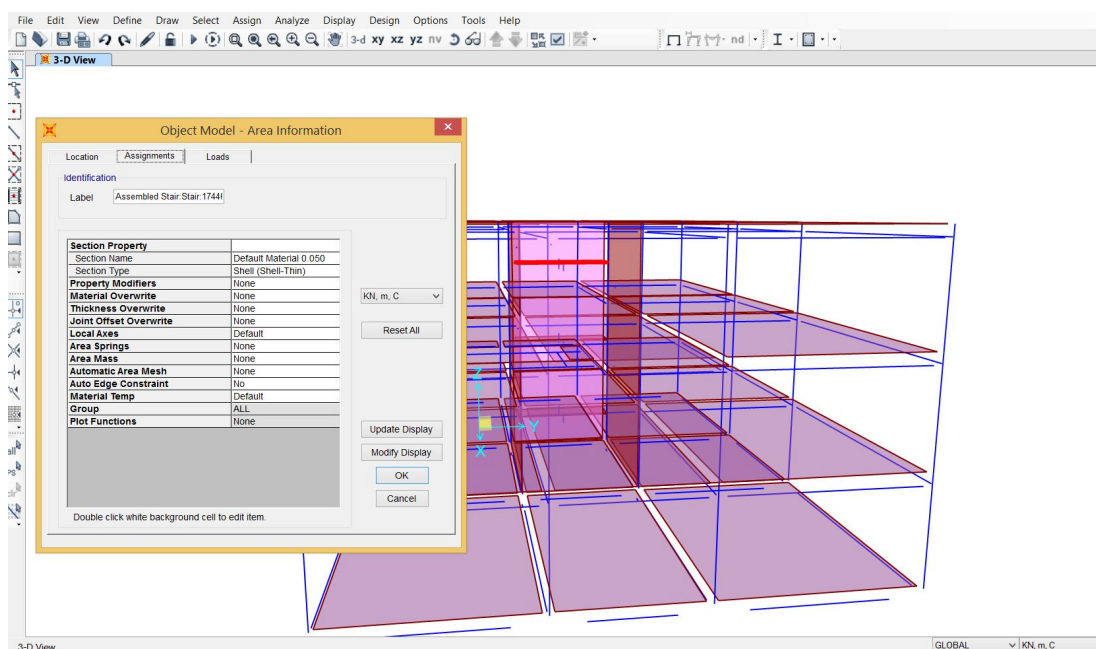 File Edit View Define Draw Select Assign Analyze Display Design Options Tools Help
3-d xy xz yz nv nd
3-D View
Object Model - Area Information
Location Assignments Loads
Identification
Label Assembled Stair:Stair:1744
Section Property
Section Name Default Material 0.050
Section Type Shell (Shell-Thin)
Property Modifiers None
Material Overwrite None
Thickness Overwrite None
Joint Offset Overwrite None
Local Axes Default
Area Springs None
Area Mass None
Automatic Area Mesh None
Auto Edge Constraint No
Material Temp Default
Group ALL
Plot Functions None
KN, m, C
Reset All
Update Display
Modify Display
OK
Cancel
Double click white background cell to edit item.
Z
Y
X
all
3-D View
GLOBAL KN, m, C